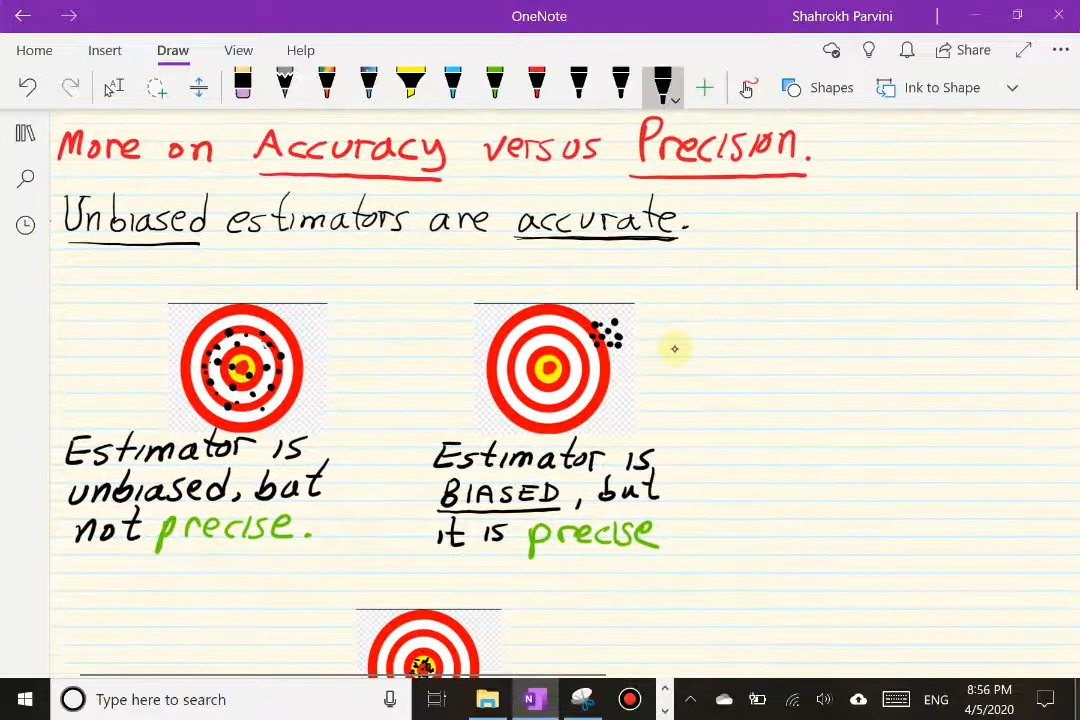 OneNote
Shahrokh Parvini
Home Insert Draw View Help
Share
Shapes Ink to Shape
More on Accuracy versus Precision.
Unbiased estimators are accurate.
Estimator is
unbiased, but
not precise.
Estimator is
BIASED, but
it is precise
Type here to search
ENG
8:56 PM
4/5/2020